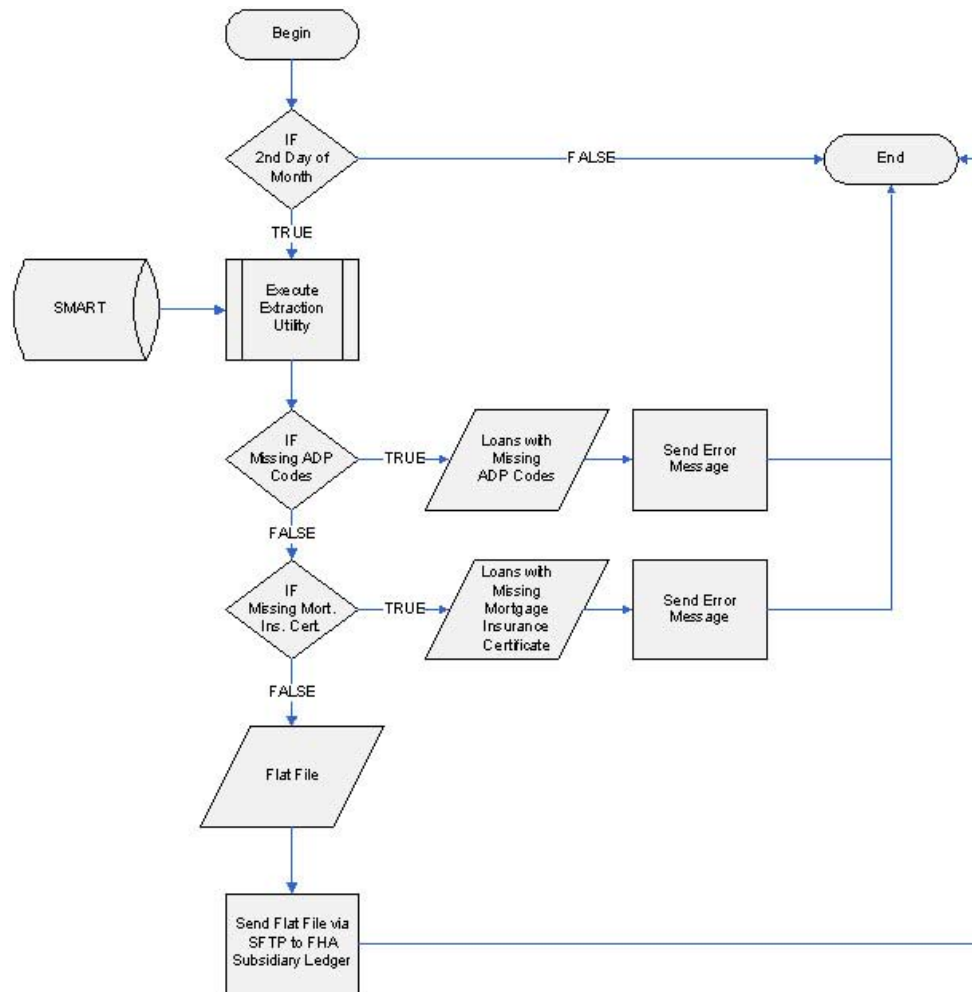 Begin
IF
2nd Day of
Month
FALSE
End
TRUE
SMART
Execute
Extraction
Utility
IF
Missing ADP
Codes
TRUE
Loans with
Missing
ADP Codes
Send Error
Message
FALSE
IF
Missing Mort.
Ins. Cert.
TRUE
Loans with
Missing
Mortgage
Insurance
Certificate
Send Error
Message
FALSE
Flat File
Send Flat File via
SFTP to FHA
Subsidiary Ledger